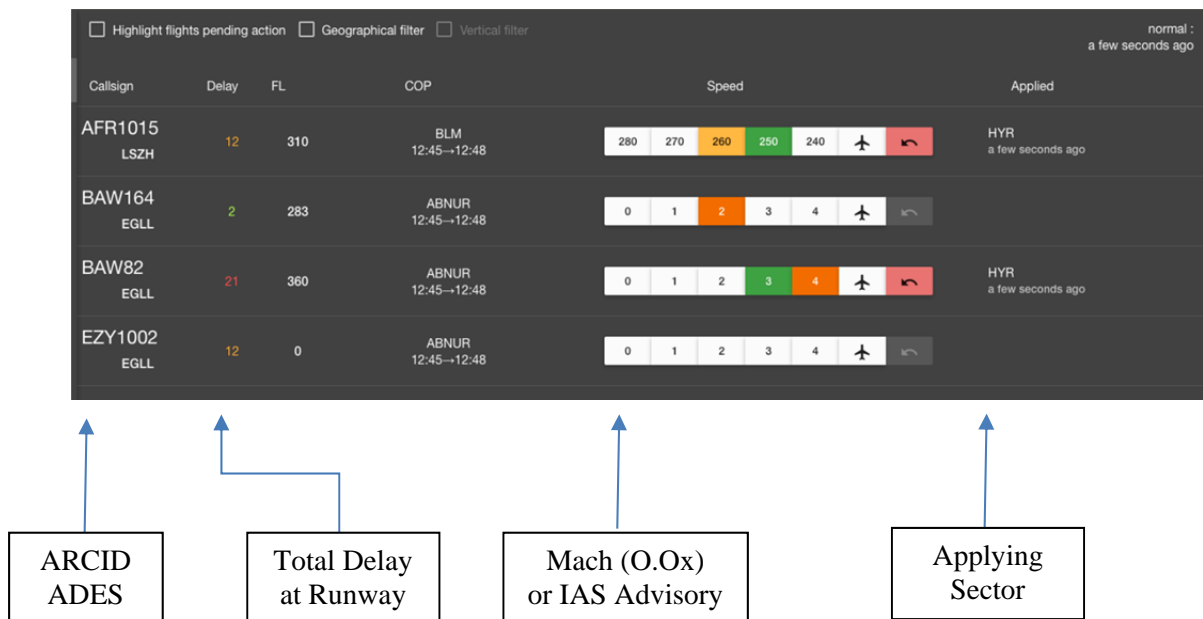 Highlight flights pending action Geographical filter Vertical filter normal :
a few seconds ago
Callsign Delay FL COP Speed Applied
AFR1015
LSZH 12 310 BLM
12:45→12:48 280 270 260 250 240 HYR
a few seconds ago
BAW164
EGLL 2 283 ABNUR
12:45→12:48 0 1 2 3 4
BAW82
EGLL 21 360 ABNUR
12:45→12:48 0 1 2 3 4 HYR
a few seconds ago
EZY1002
EGLL 12 0 ABNUR
12:45→12:48 0 1 2 3 4
ARCID
ADES
Total Delay
at Runway
Mach (O.Ox)
or IAS Advisory
Applying
Sector